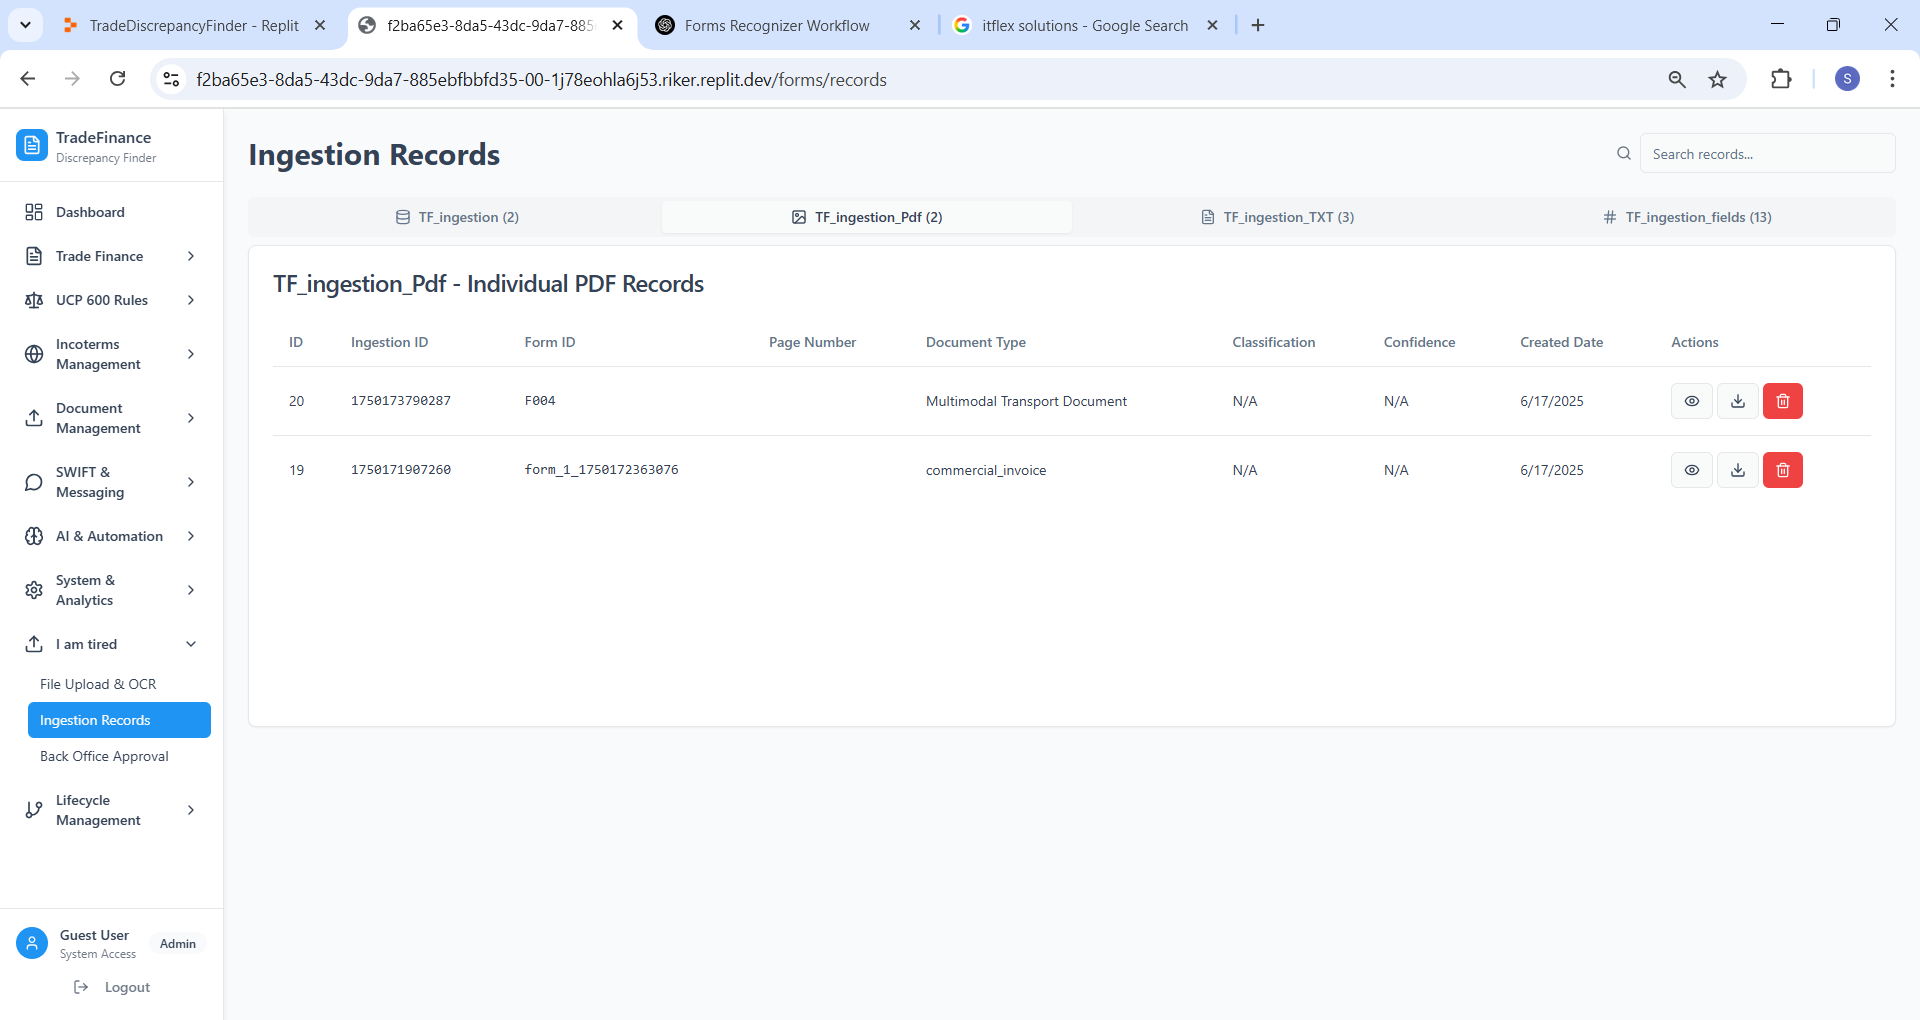 TradeDiscrepancyFinder - Replit
f2ba65e3-8da5-43dc-9da7-885
Forms Recognizer Workflow
itflex solutions - Google Search
f2ba65e3-8da5-43dc-9da7-885ebfbbfd35-00-1j78eohla6j53.riker.replit.dev/forms/records
S
TradeFinance
Discrepancy Finder
Dashboard
Trade Finance
UCP 600 Rules
Incoterms
Management
Document
Management
SWIFT &
Messaging
AI & Automation
System &
Analytics
I am tired
File Upload & OCR
Ingestion Records
Back Office Approval
Lifecycle
Management
Guest User
System Access
Admin
Logout
Ingestion Records
Search records...
TF_ingestion (2)
TF_ingestion_Pdf (2)
TF_ingestion_TXT (3)
TF_ingestion_fields (13)
TF_ingestion_Pdf - Individual PDF Records
ID Ingestion ID Form ID Page Number Document Type Classification Confidence Created Date Actions
20 1750173790287 F004 Multimodal Transport Document N/A N/A 6/17/2025
19 1750171907260 form_1_1750172363076 commercial_invoice N/A N/A 6/17/2025